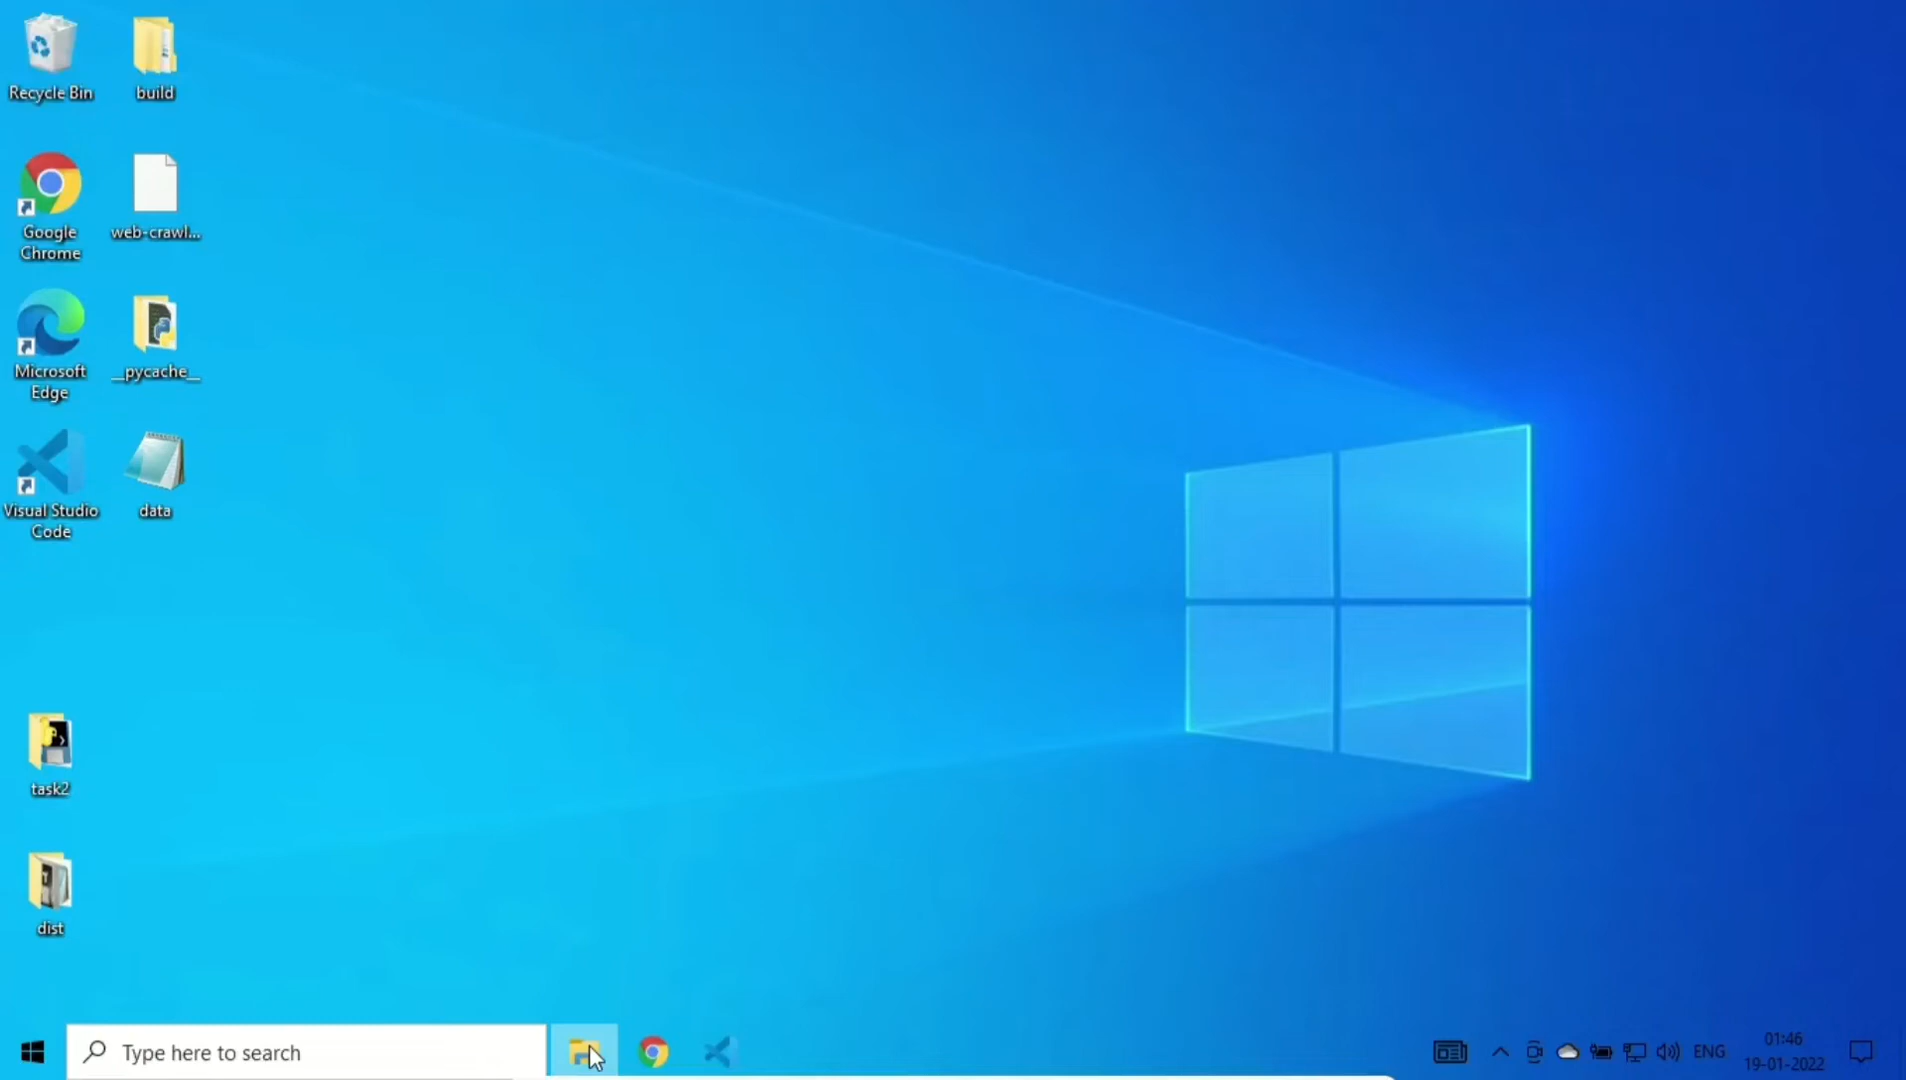 Recycle Bin
build
Google
Chrome
web-crawl...
Microsoft
Edge
__pycache__
Visual Studio
Code
data
task2
dist
Type here to search
ENG
01:46
19-01-2022